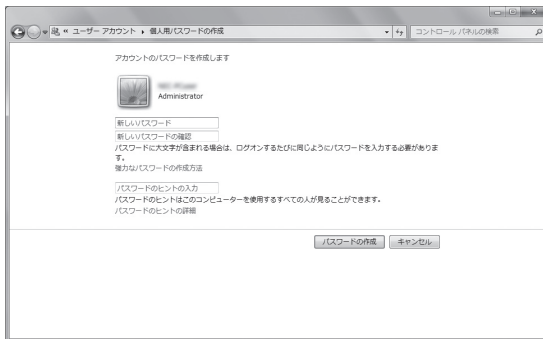 « ユーザー アカウント ▸ 個人用パスワードの作成
コントロール パネルの検索
アカウントのパスワードを作成します
Administrator
新しいパスワード
新しいパスワードの確認
パスワードに大文字が含まれる場合は、ログオンするたびに同じようにパスワードを入力する必要がありま
す。
強力なパスワードの作成方法
パスワードのヒントの入力
パスワードのヒントはこのコンピューターを使用するすべての人が見ることができます。
パスワードのヒントの詳細
パスワードの作成
キャンセル